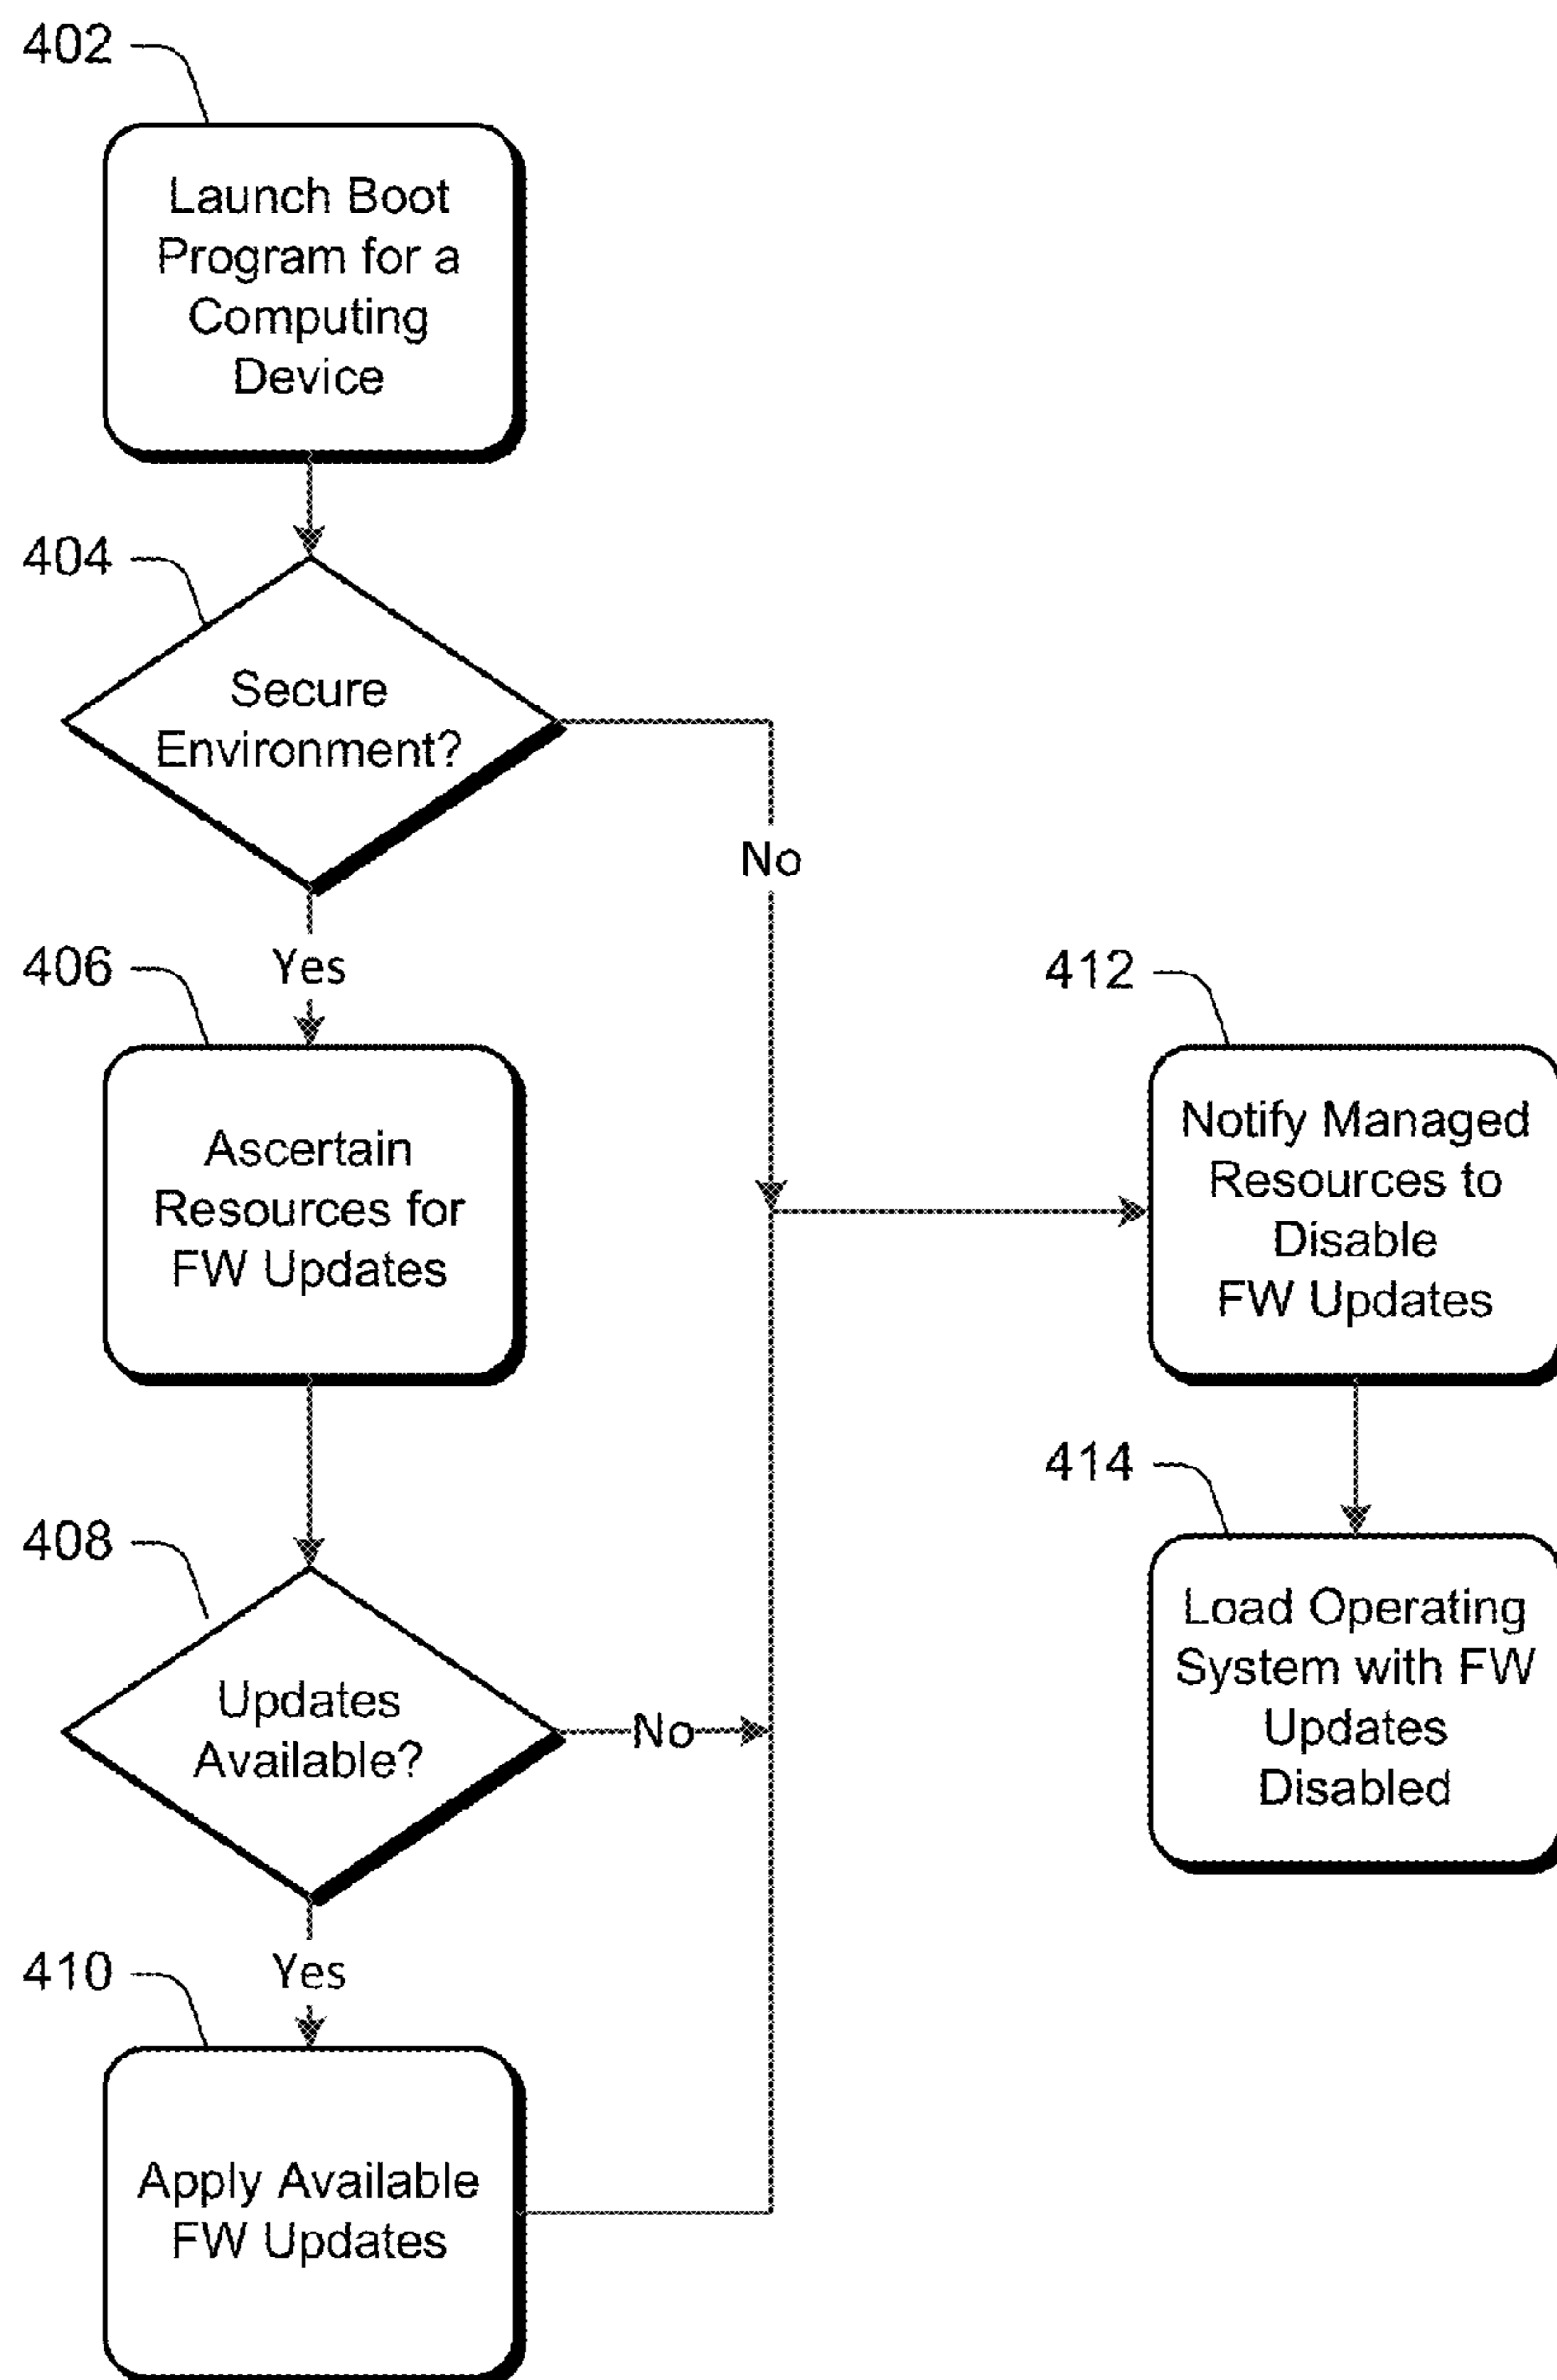 402
Launch Boot
Program for a
Computing
Device
404
Secure
Environment?
No
Yes
406
Ascertain
Resources for
FW Updates
408
Updates
Available?
No
Yes
410
Apply Available
FW Updates
412
Notify Managed
Resources to
Disable
FW Updates
414
Load Operating
System with FW
Updates
Disabled